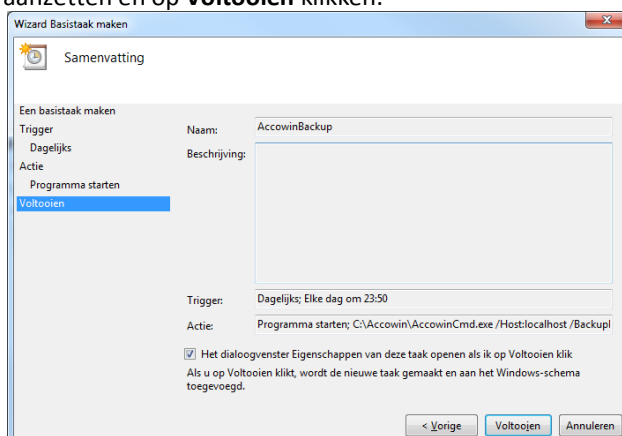 aanzetten en op Voltooien klikken.
Wizard Basistaak maken
Samenvatting
Een basistaak maken
Trigger
Dagelijks
Actie
Programma starten
Voltooien
Naam: AccowinBackup
Beschrijving:
Trigger: Dagelijks; Elke dag om 23:50
Actie: Programma starten; C:\Accowin\AccowinCmd.exe /Host:localhost /Backupl
Het dialoogvenster Eigenschappen van deze taak openen als ik op Voltooien klik
Als u op Voltooien klikt, wordt de nieuwe taak gemaakt en aan het Windows-schema
toegevoegd.
< Vorige Voltooien Annuleren